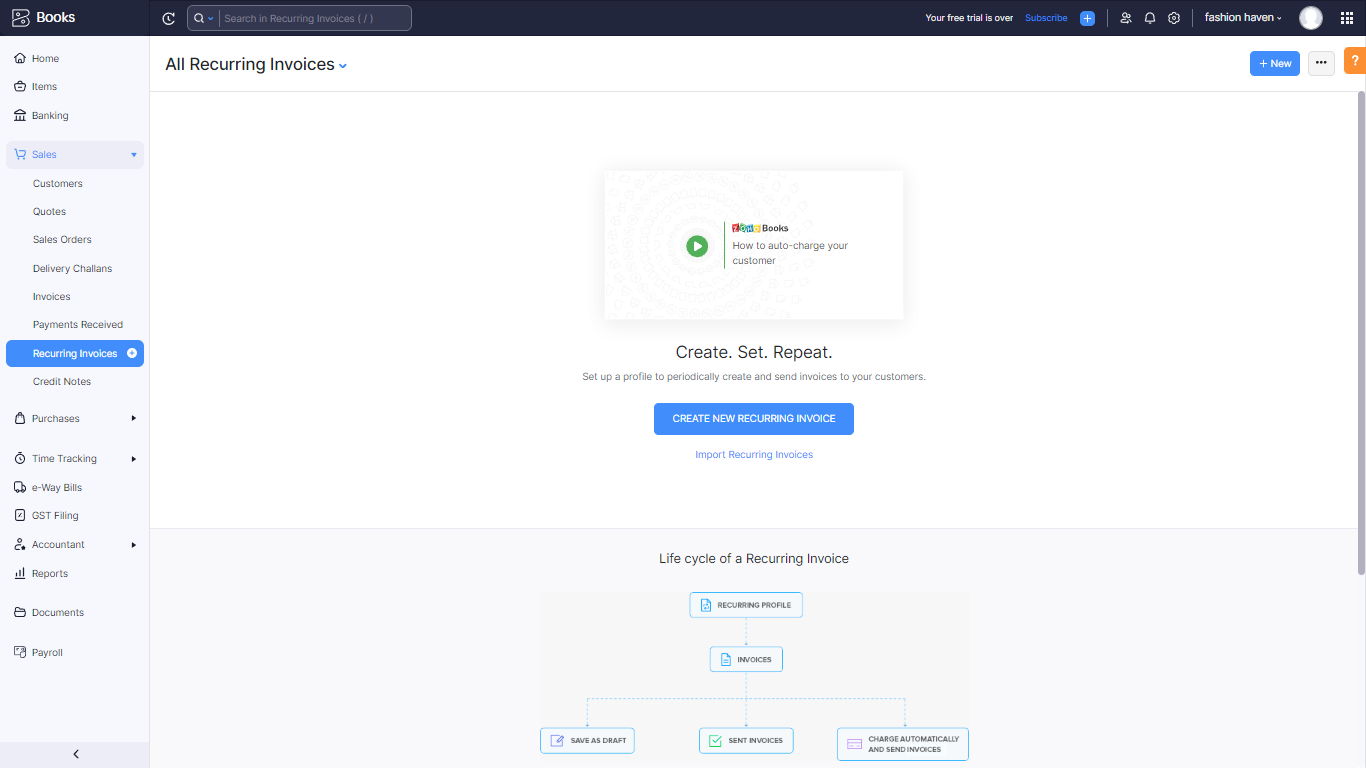 Books
Search in Recurring Invoices ( / )
Your free trial is over
Subscribe
fashion haven
Home
Items
Banking
Sales
Customers
Quotes
Sales Orders
Delivery Challans
Invoices
Payments Received
Recurring Invoices
Credit Notes
Purchases
Time Tracking
e-Way Bills
GST Filing
Accountant
Reports
Documents
Payroll
All Recurring Invoices
+ New
?
ZOHO Books
How to auto-charge your
customer
Create. Set. Repeat.
Set up a profile to periodically create and send invoices to your customers.
CREATE NEW RECURRING INVOICE
Import Recurring Invoices
Life cycle of a Recurring Invoice
RECURRING PROFILE
INVOICES
SAVE AS DRAFT
SENT INVOICES
CHARGE AUTOMATICALLY
AND SEND INVOICES